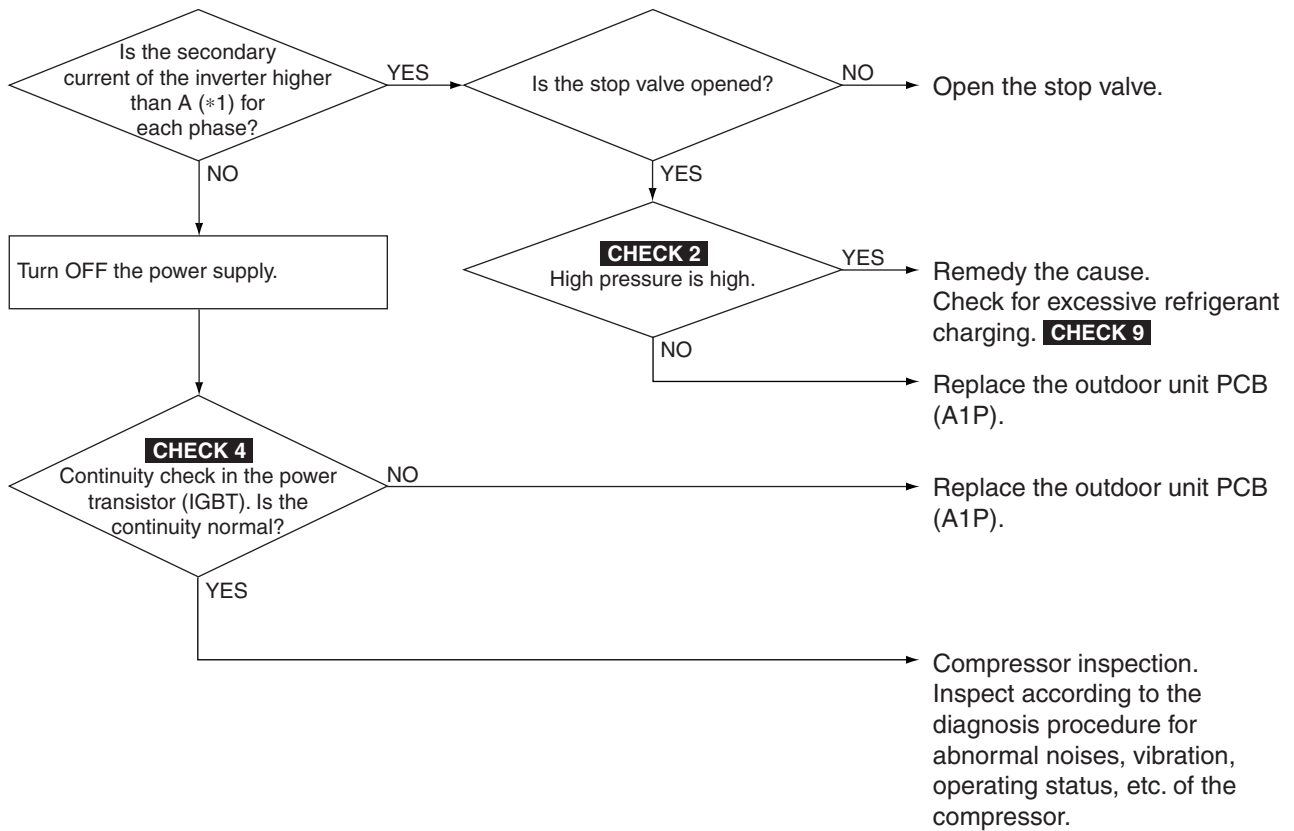 Is the secondary
current of the inverter higher
than A (*1) for
each phase?
YES
Is the stop valve opened?
NO
Open the stop valve.
NO
YES
Turn OFF the power supply.
CHECK 2
High pressure is high.
YES
Remedy the cause.
Check for excessive refrigerant
charging. CHECK 9
NO
Replace the outdoor unit PCB
(A1P).
CHECK 4
Continuity check in the power
transistor (IGBT). Is the
continuity normal?
NO
Replace the outdoor unit PCB
(A1P).
YES
Compressor inspection.
Inspect according to the
diagnosis procedure for
abnormal noises, vibration,
operating status, etc. of the
compressor.